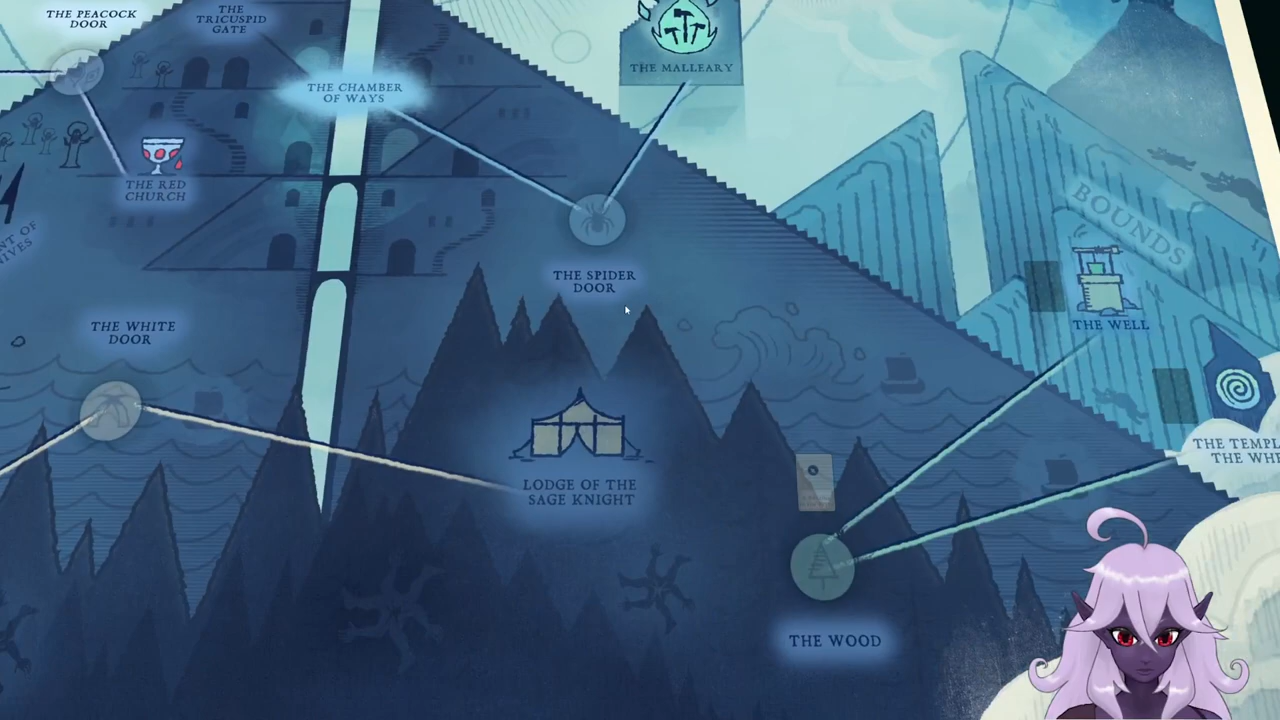 THE PEACOCK
DOOR
THE
TRICUSPID
GATE
THE MALLEARY
THE CHAMBER
OF WAYS
THE RED
CHURCH
BOUNDS
THE SPIDER
DOOR
THE WELL
THE WHITE
DOOR
LODGE OF THE
SAGE KNIGHT
THE WOOD